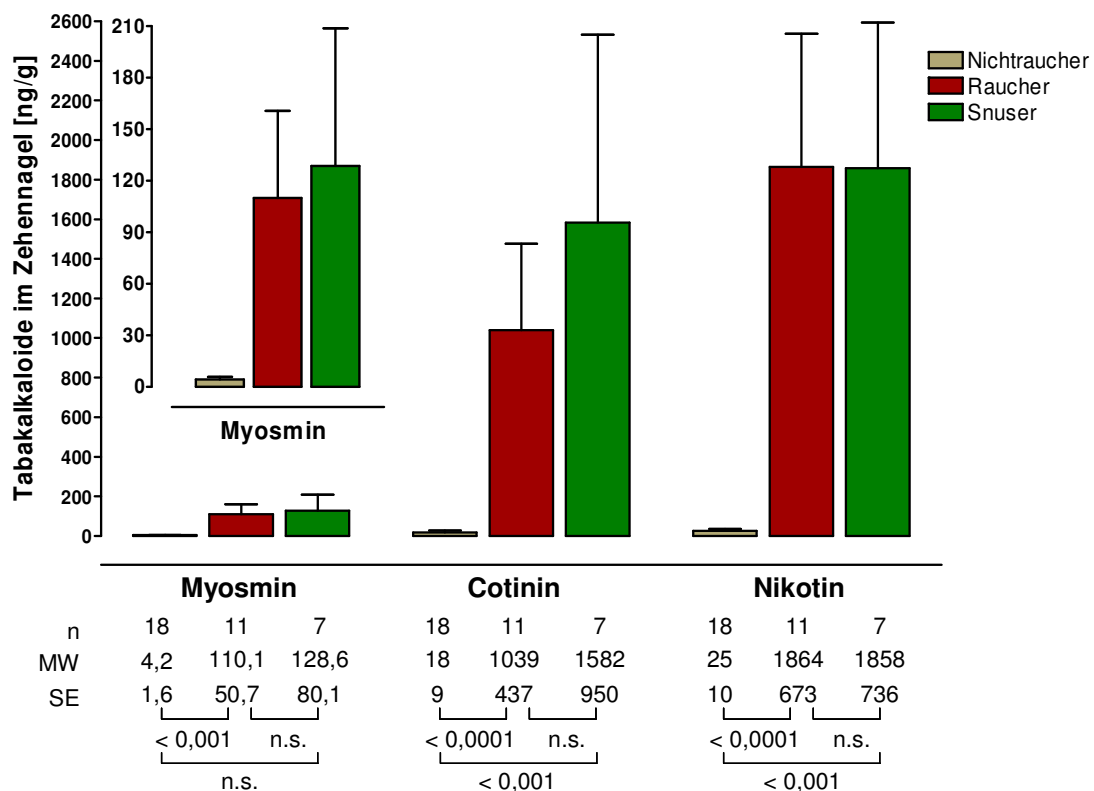 Tabakalkaloide im Zehennagel [ng/g]
2600
2400
2200
2000
1800
1600
1400
1200
1000
800
600
400
200
0
210
180
150
120
90
60
30
0
Myosmin
Nichtraucher
Raucher
Snuser
Myosmin Cotinin Nikotin
n 18 11 7 18 11 7 18 11 7
MW 4,2 110,1 128,6 18 1039 1582 25 1864 1858
SE 1,6 50,7 80,1 9 437 950 10 673 736
< 0,001 n.s. < 0,0001 n.s. < 0,0001 n.s.
n.s. < 0,001 < 0,001